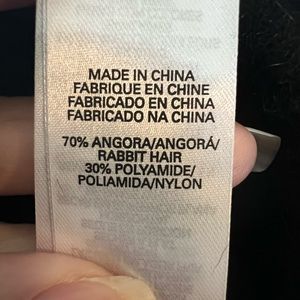 MADE IN CHINA
FABRIQUE EN CHINE
FABRICADO EN CHINA
FABRICADO NA CHINA
70% ANGORA/ANGORÁ/
RABBIT HAIR
30% POLYAMIDE/
POLIAMIDA/NYLON